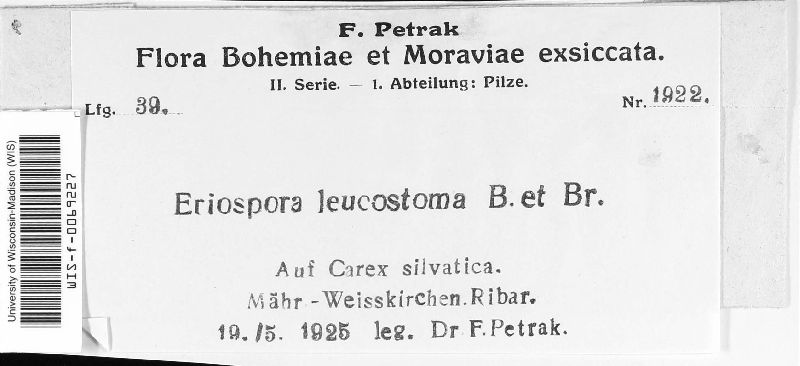 F. Petrak
Flora Bohemiae et Moraviae exsiccata.
II. Serie. — I. Abteilung: Pilze.
Lfg. 39.
Nr. 1922.
Eriospora leucostoma B. et Br.
Auf Carex silvatica.
Mähr-Weisskirchen. Ribar.
19./5. 1925 leg. Dr F. Petrak.
University of Wisconsin-Madison (WIS)
WIS-f-0069227